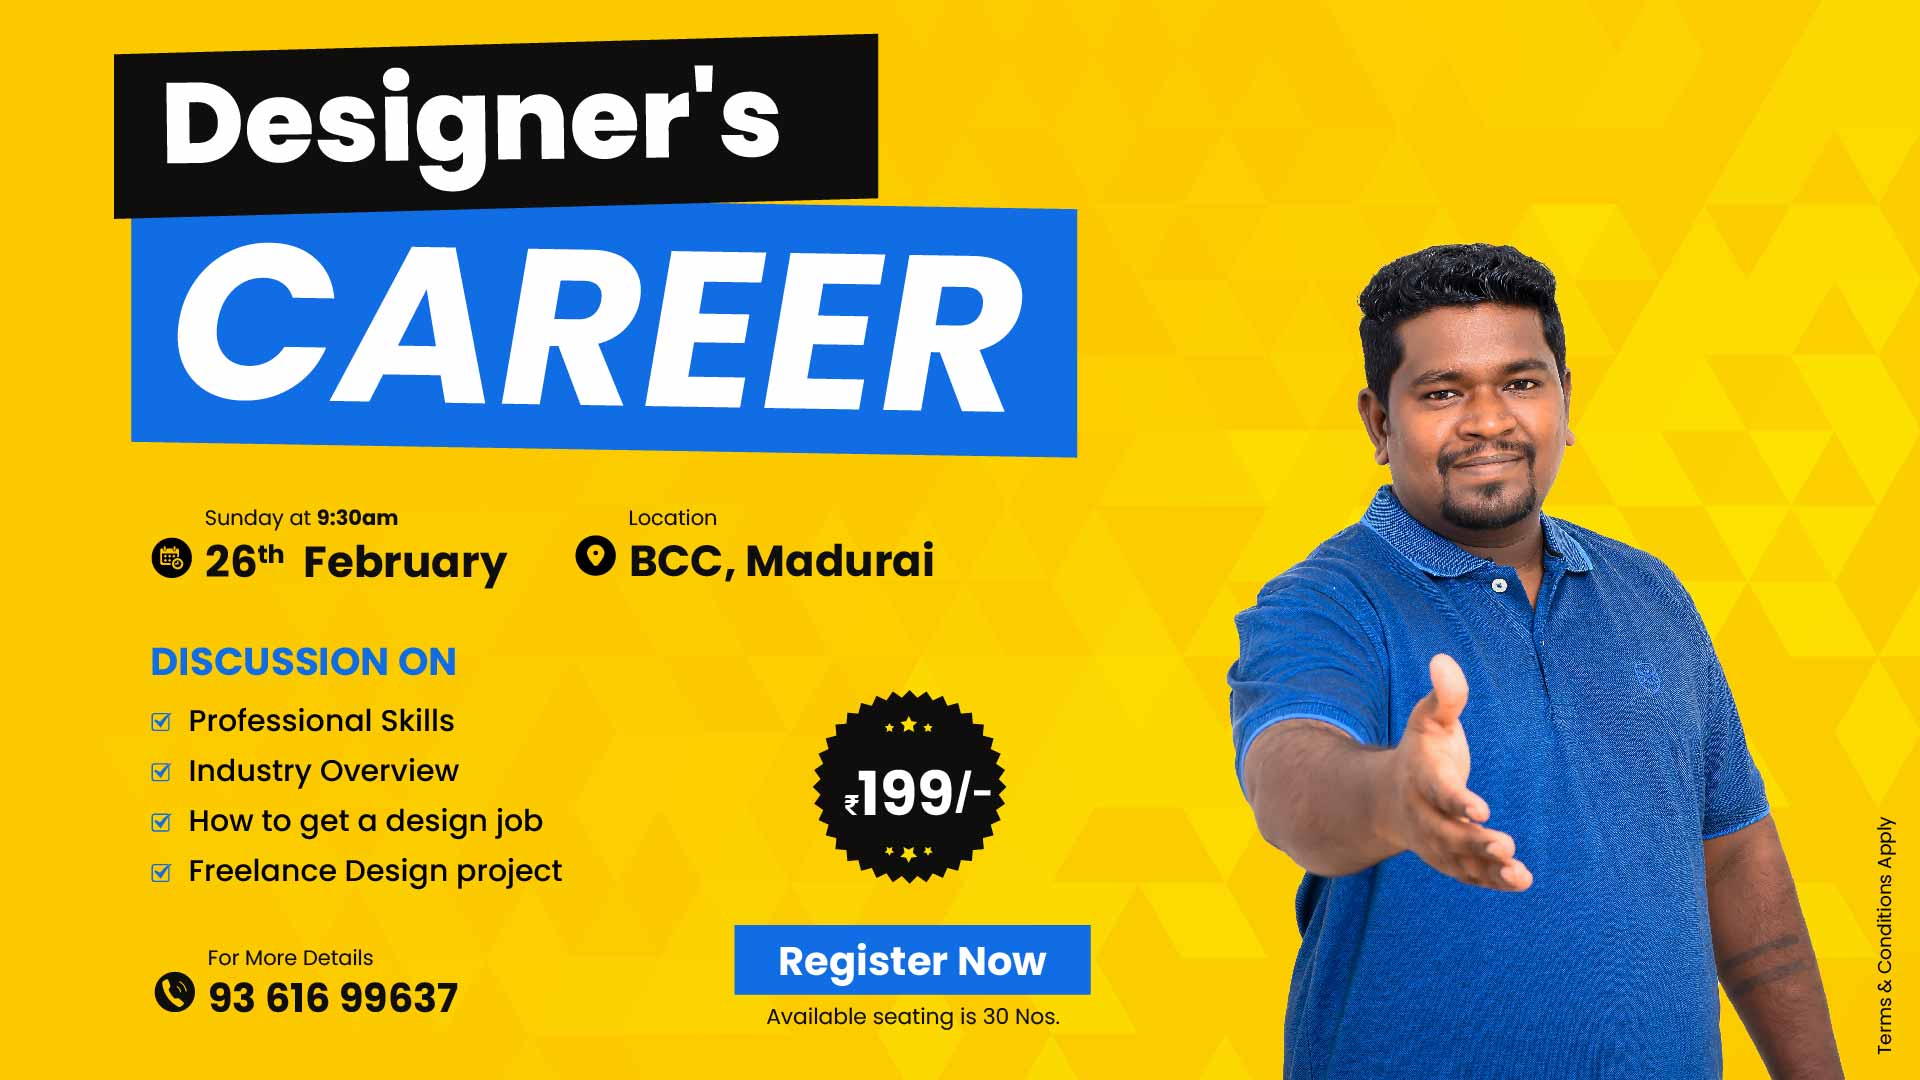 Designer's
CAREER
Sunday at 9:30am
26th February
Location
BCC, Madurai
DISCUSSION ON
Professional Skills
Industry Overview
How to get a design job
Freelance Design project
₹199/-
For More Details
93 616 99637
Register Now
Available seating is 30 Nos.
Terms & Conditions Apply